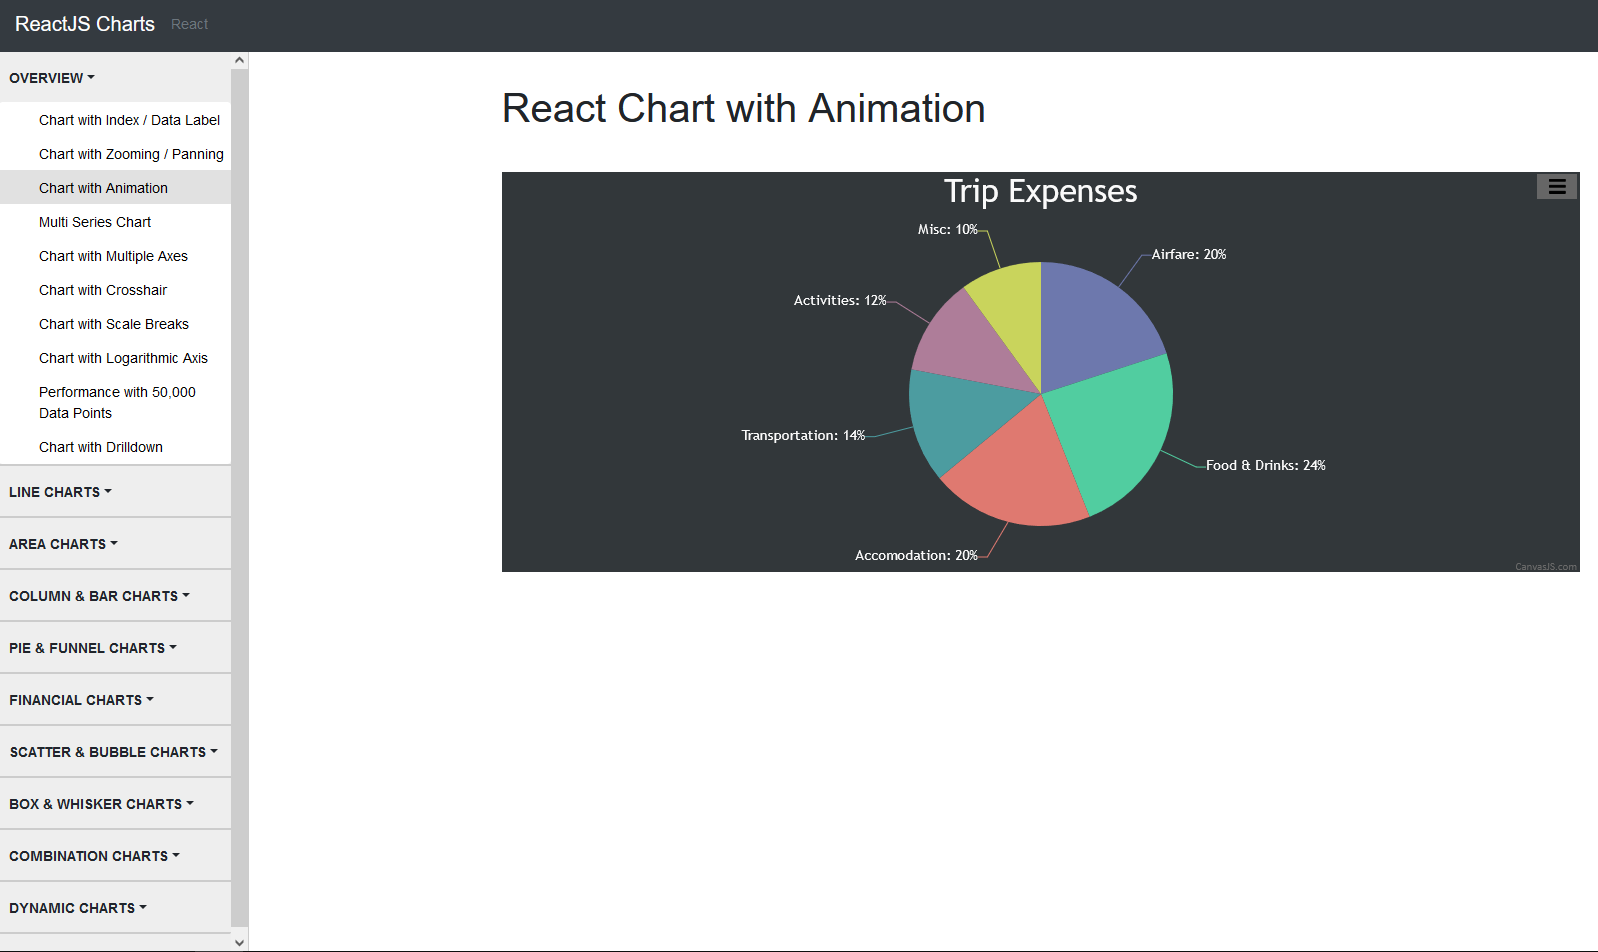 ReactJS Charts React
OVERVIEW
Chart with Index / Data Label
Chart with Zooming / Panning
Chart with Animation
Multi Series Chart
Chart with Multiple Axes
Chart with Crosshair
Chart with Scale Breaks
Chart with Logarithmic Axis
Performance with 50,000
Data Points
Chart with Drilldown
LINE CHARTS
AREA CHARTS
COLUMN & BAR CHARTS
PIE & FUNNEL CHARTS
FINANCIAL CHARTS
SCATTER & BUBBLE CHARTS
BOX & WHISKER CHARTS
COMBINATION CHARTS
DYNAMIC CHARTS
React Chart with Animation
Trip Expenses
Misc: 10%
Airfare: 20%
Activities: 12%
Transportation: 14%
Food & Drinks: 24%
Accomodation: 20%
CanvasJS.com